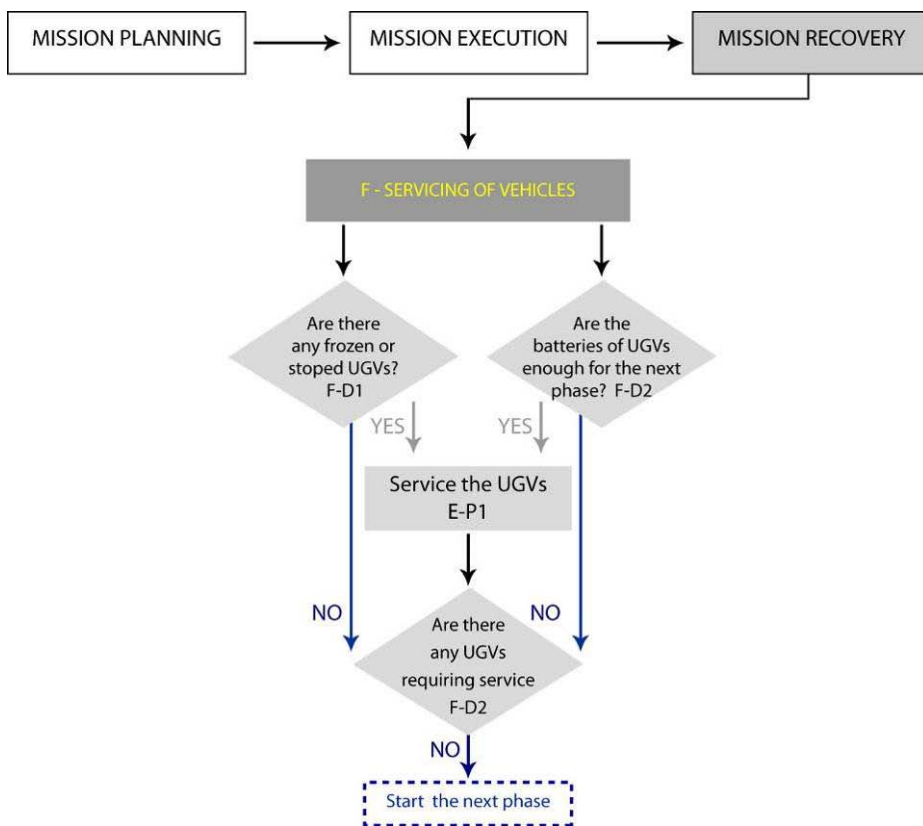 MISSION PLANNING
MISSION EXECUTION
MISSION RECOVERY
F - SERVICING OF VEHICLES
Are there
any frozen or
stoped UGVs?
F-D1
Are the
batteries of UGVs
enough for the next
phase? F-D2
YES
YES
Service the UGVs
E-P1
NO
NO
Are there
any UGVs
requiring service
F-D2
NO
Start the next phase